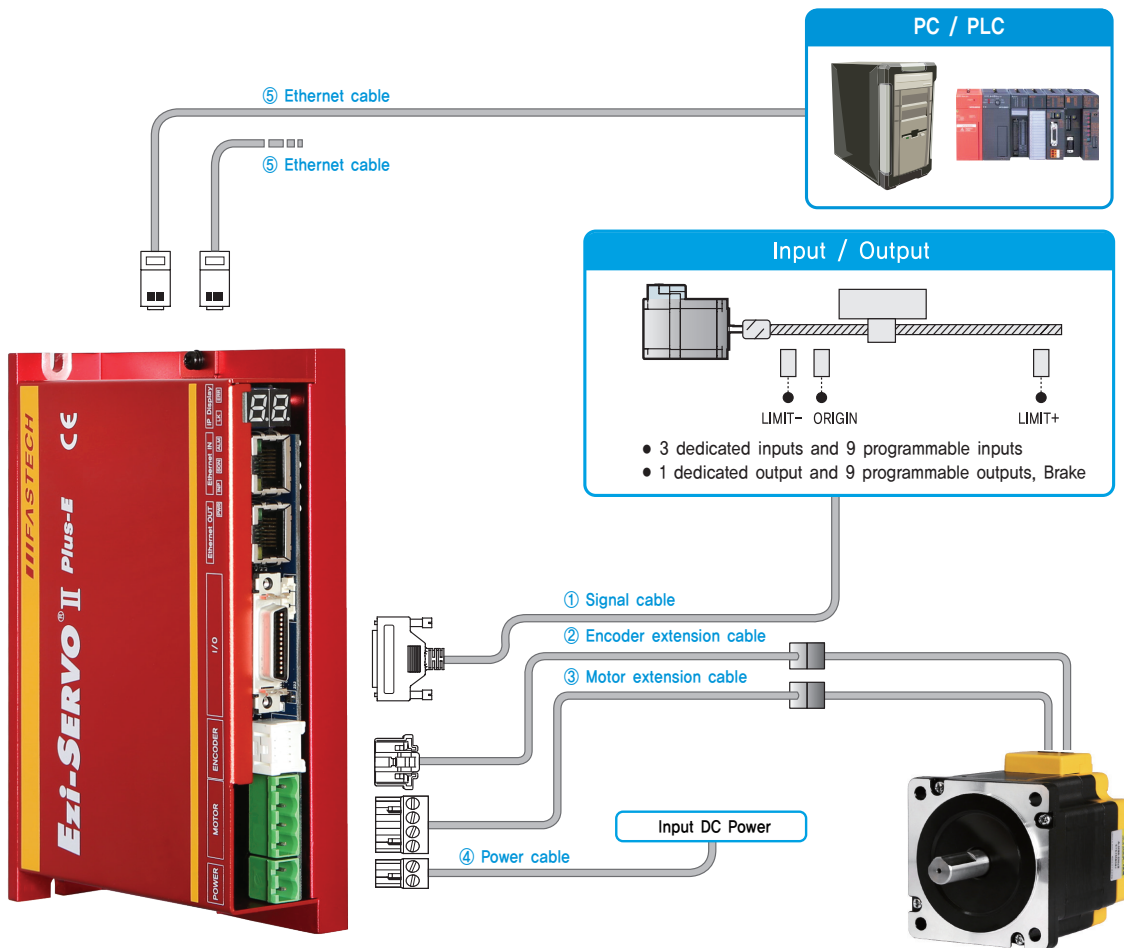 PC / PLC
⑤ Ethernet cable
⑤ Ethernet cable
Input / Output
LIMIT- ORIGIN LIMIT+
● 3 dedicated inputs and 9 programmable inputs
● 1 dedicated output and 9 programmable outputs, Brake
① Signal cable
② Encoder extension cable
③ Motor extension cable
Input DC Power
④ Power cable
FASTECH
Ezi-SERVO® II Plus-E
CE
IP Display
Ethernet IN
Ethernet OUT
I/O
ENCODER
MOTOR
POWER
8.8.